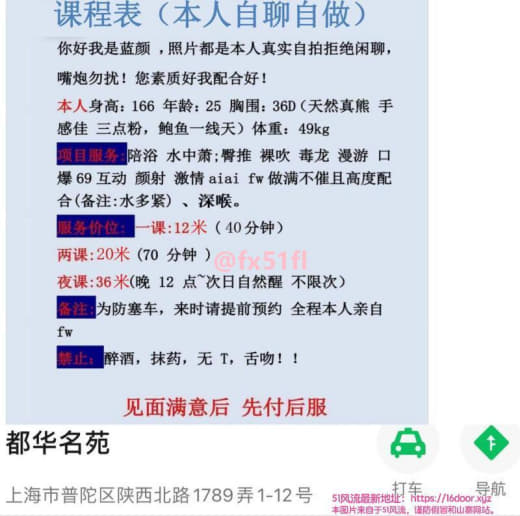 课程表（本人自聊自做）
你好我是蓝颜 ，照片都是本人真实自拍拒绝闲聊，
嘴炮勿扰！您素质好我配合好！
本人身高：166 年龄：25 胸围：36D（天然真熊 手
感佳 三点粉，鲍鱼一线天）体重：49kg
项目服务:陪浴 水中萧;臀推 裸吹 毒龙 漫游 口
爆 69 互动 颜射 激情 aiai fw 做满不催且高度配
合(备注:水多紧) 、深喉。
服务价位: 一课:12米（ 40分钟）
两课:20米 (70 分钟 )
@fx51fl
夜课:36米(晚 12 点~次日自然醒 不限次）
备注:为防塞车，来时请提前预约 全程本人亲自
fw
禁止: 醉酒，抹药，无 T，舌吻！！
见面满意后 先付后服
都华名苑
打车
导航
上海市普陀区陕西北路1789弄1-12号
51风流最新地址：https://16door.xyz
本图片来自于51风流，谨防假冒和山寨网站。